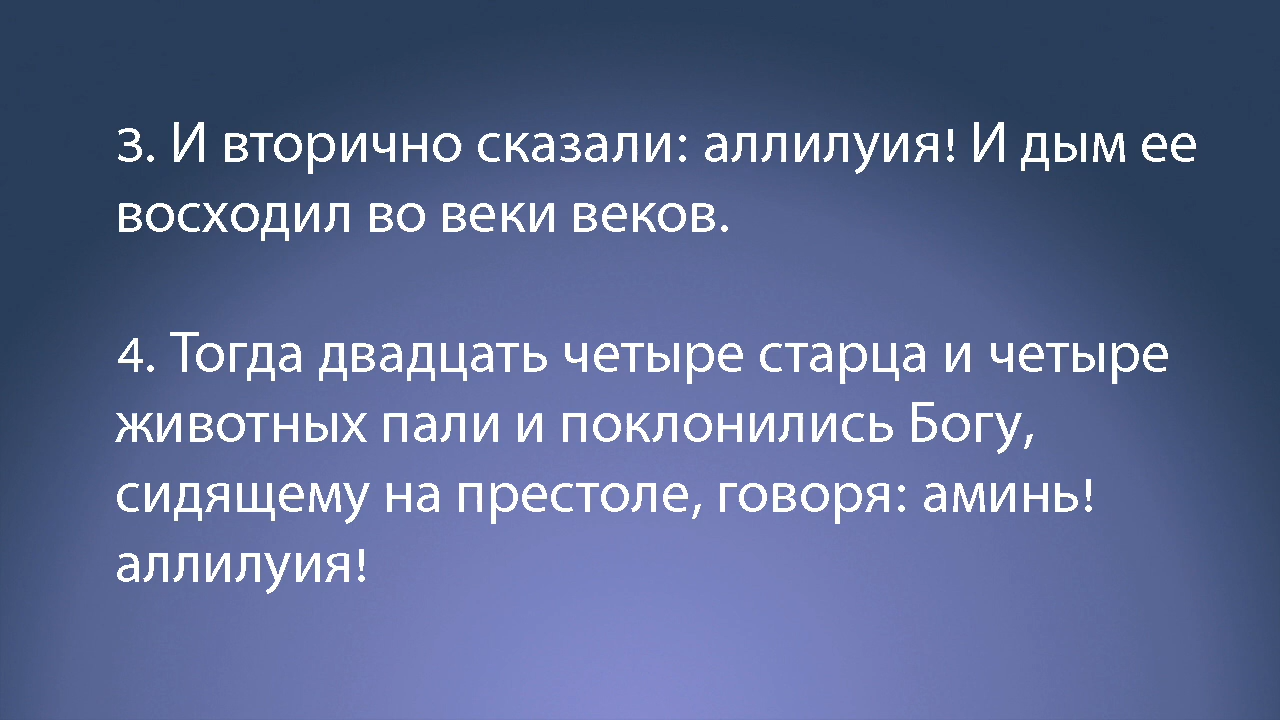 3. И вторично сказали: аллилуия! И дым ее
восходил во веки веков.
4. Тогда двадцать четыре старца и четыре
животных пали и поклонились Богу,
сидящему на престоле, говоря: аминь!
аллилуия!